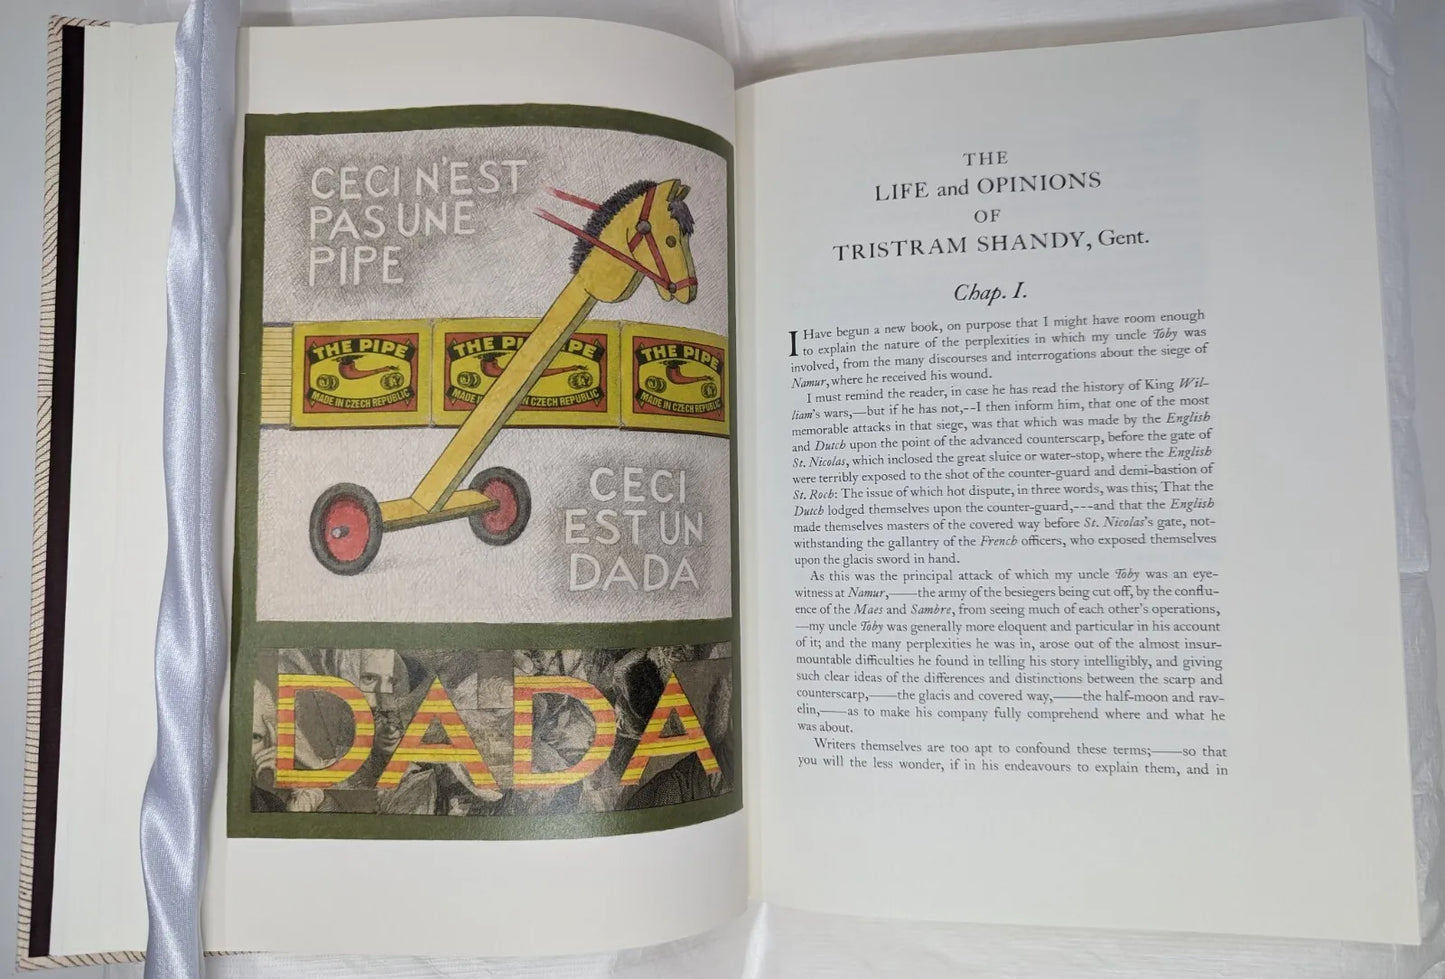 CECI N'EST
PAS UNE
PIPE
THE PIPE
MADE IN CZECH REPUBLIC
THE PIPE
MADE IN CZECH REPUBLIC
THE PIPE
MADE IN CZECH REPUBLIC
CECI
EST UN
DADA
DADA
THE
LIFE and OPINIONS
OF
TRISTRAM SHANDY, Gent.
Chap. I.
I Have begun a new book, on purpose that I might have room enough
to explain the nature of the perplexities in which my uncle Toby was
involved, from the many discourses and interrogations about the siege of
Namur, where he received his wound.
I must remind the reader, in case he has read the history of King Wil-
liam's wars,—but if he has not,--I then inform him, that one of the most
memorable attacks in that siege, was that which was made by the English
and Dutch upon the point of the advanced counterscarp, before the gate of
St. Nicolas, which inclosed the great sluice or water-stop, where the English
were terribly exposed to the shot of the counter-guard and demi-bastion of
St. Roch: The issue of which hot dispute, in three words, was this; That the
Dutch lodged themselves upon the counter-guard,---and that the English
made themselves masters of the covered way before St. Nicolas's gate, not-
withstanding the gallantry of the French officers, who exposed themselves
upon the glacis sword in hand.
As this was the principal attack of which my uncle Toby was an eye-
witness at Namur,——the army of the besiegers being cut off, by the conflu-
ence of the Maes and Sambre, from seeing much of each other's operations,
—my uncle Toby was generally more eloquent and particular in his account
of it; and the many perplexities he was in, arose out of the almost insur-
mountable difficulties he found in telling his story intelligibly, and giving
such clear ideas of the differences and distinctions between the scarp and
counterscarp,——the glacis and covered way,——the half-moon and rav-
elin,——as to make his company fully comprehend where and what he
was about.
Writers themselves are too apt to confound these terms;——so that
you will the less wonder, if in his endeavours to explain them, and in